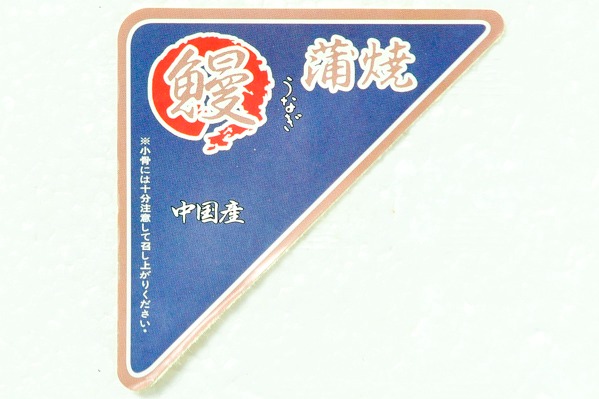 鰻
うなぎ
蒲焼
中国産
※小骨には十分注意して召し上がりください。